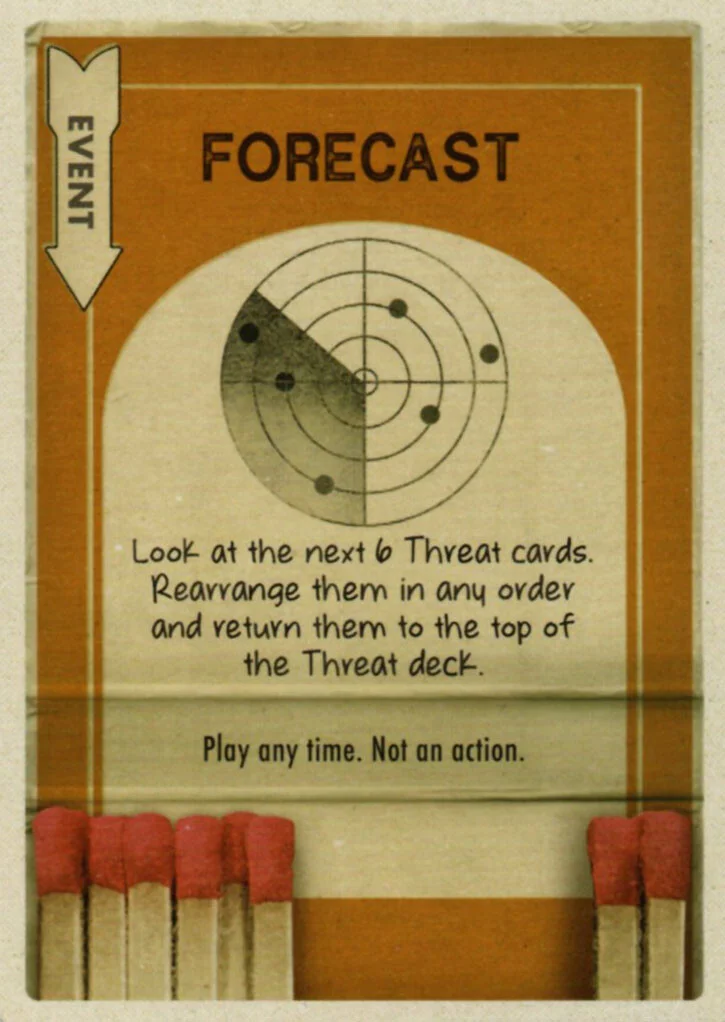 EVENT
FORECAST
Look at the next 6 Threat cards.
Rearrange them in any order
and return them to the top of
the Threat deck.
Play any time. Not an action.